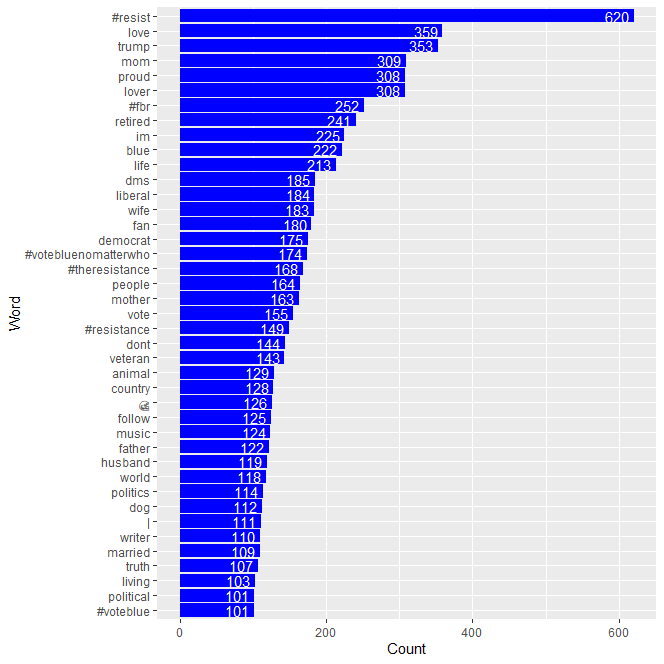 #resist 620
love 359
trump 353
mom 309
proud 308
lover 308
#fbr 252
retired 241
im 225
blue 222
life 213
dms 185
liberal 184
wife 183
fan 180
democrat 175
#votebluenomatterwho 174
#theresistance 168
people 164
mother 163
vote 155
#resistance 149
dont 144
veteran 143
animal 129
country 128
126
follow 125
music 124
father 122
husband 119
world 118
politics 114
dog 112
| 111
writer 110
married 109
truth 107
living 103
political 101
#voteblue 101
0 200 400 600
Count
Word